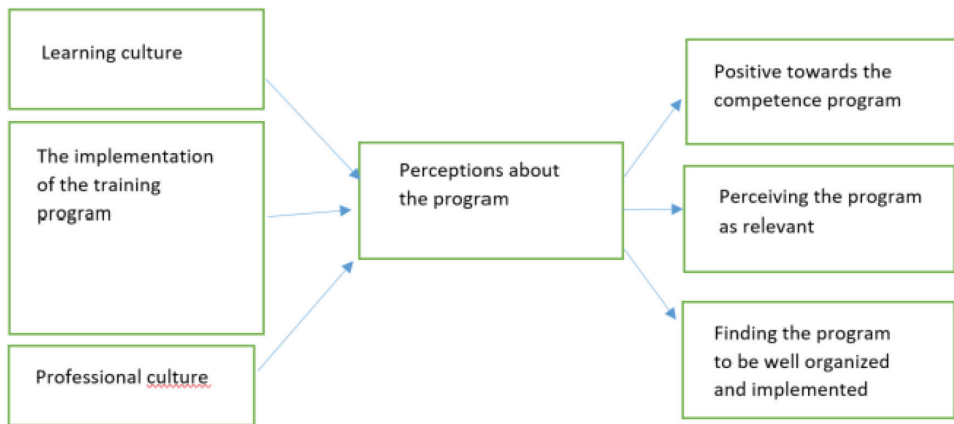 Learning culture
The implementation
of the training
program
Professional culture
Perceptions about
the program
Positive towards the
competence program
Perceiving the program
as relevant
Finding the program
to be well organized
and implemented